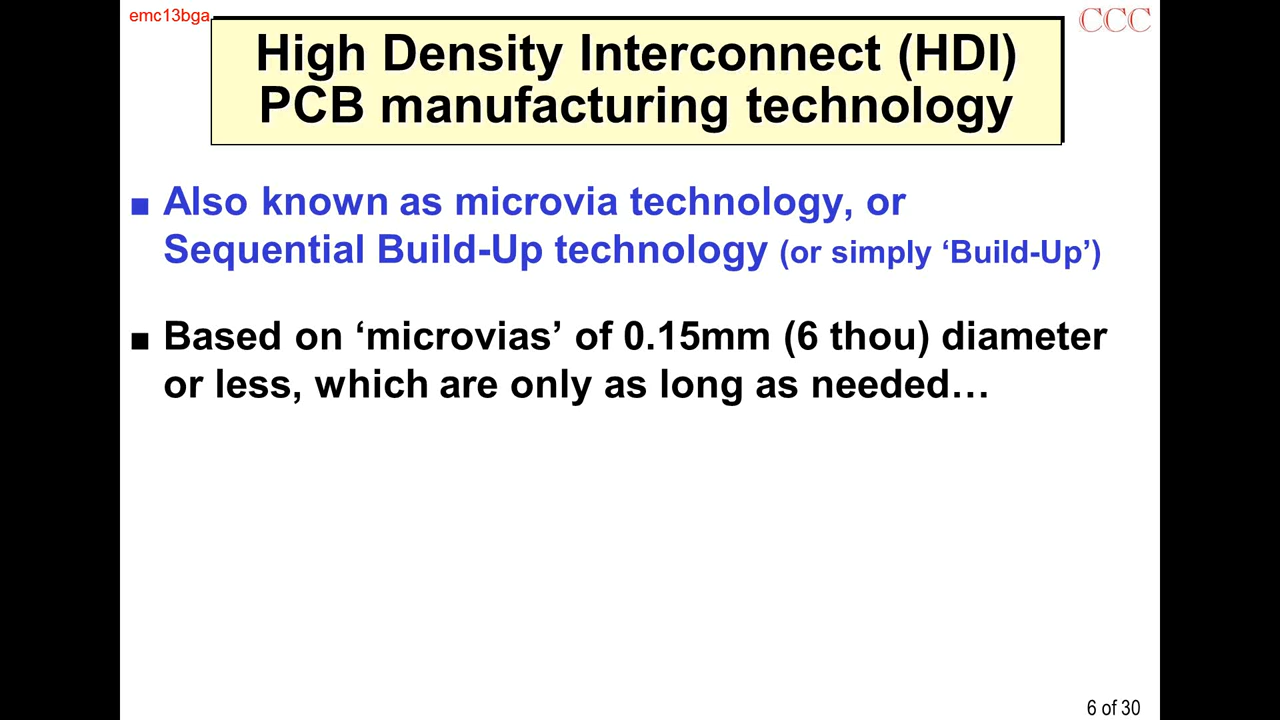 emc13bga
CCC
High Density Interconnect (HDI)
PCB manufacturing technology
■ Also known as microvia technology, or
Sequential Build-Up technology (or simply ‘Build-Up’)
■ Based on ‘microvias’ of 0.15mm (6 thou) diameter
or less, which are only as long as needed…
6 of 30